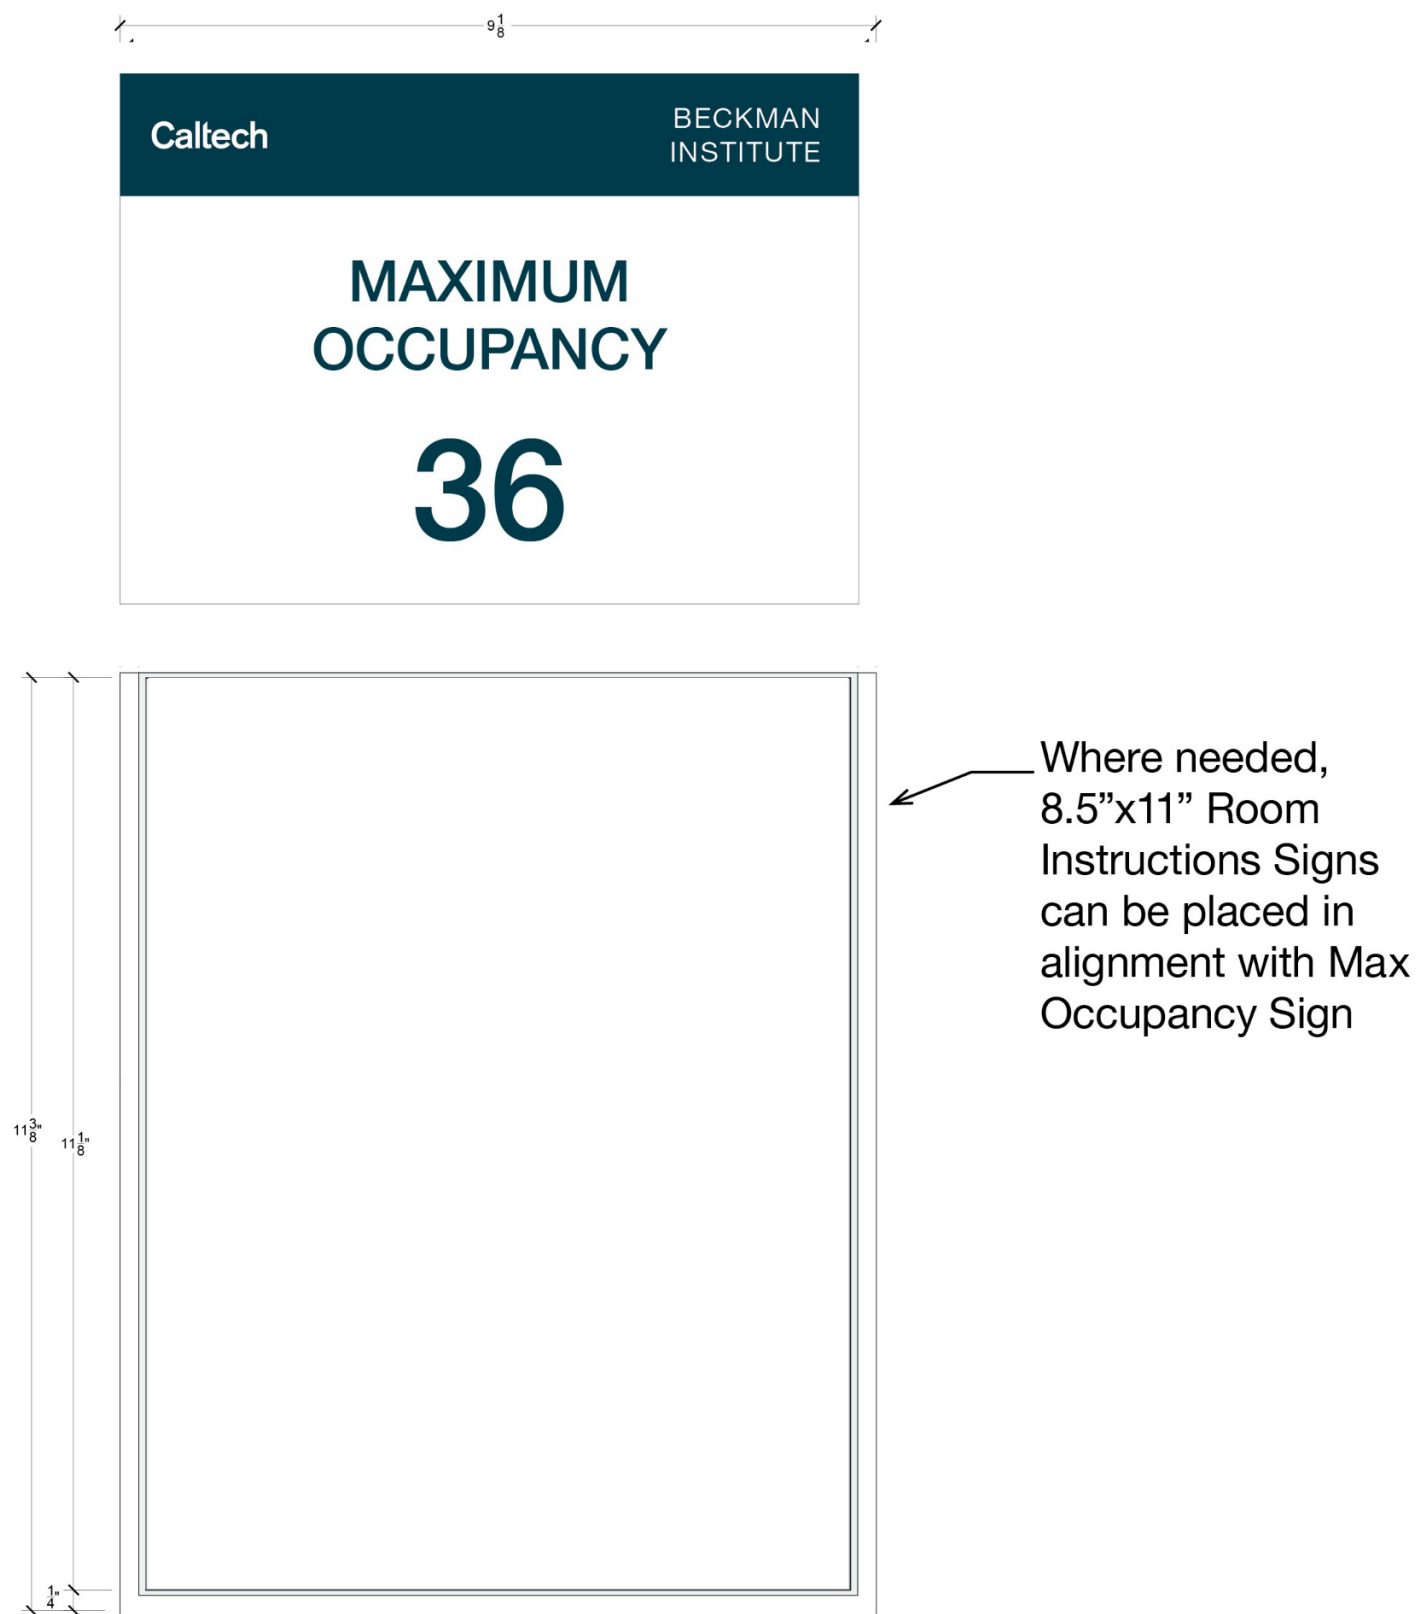 9 1/8
Caltech
BECKMAN
INSTITUTE
MAXIMUM
OCCUPANCY
36
Where needed,
8.5”x11” Room
Instructions Signs
can be placed in
alignment with Max
Occupancy Sign
11 3/8"
11 1/8"
1/4"